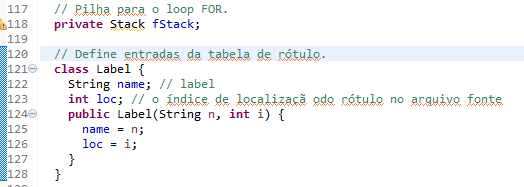 117 // Pilha para o loop FOR.
118 private Stack fStack;
119
120 // Define entradas da tabela de rótulo.
121 class Label {
122 String name; // label
123 int loc; // o índice de localizaçã odo rótulo no arquivo fonte
124 public Label(String n, int i) {
125 name = n;
126 loc = i;
127 }
128 }